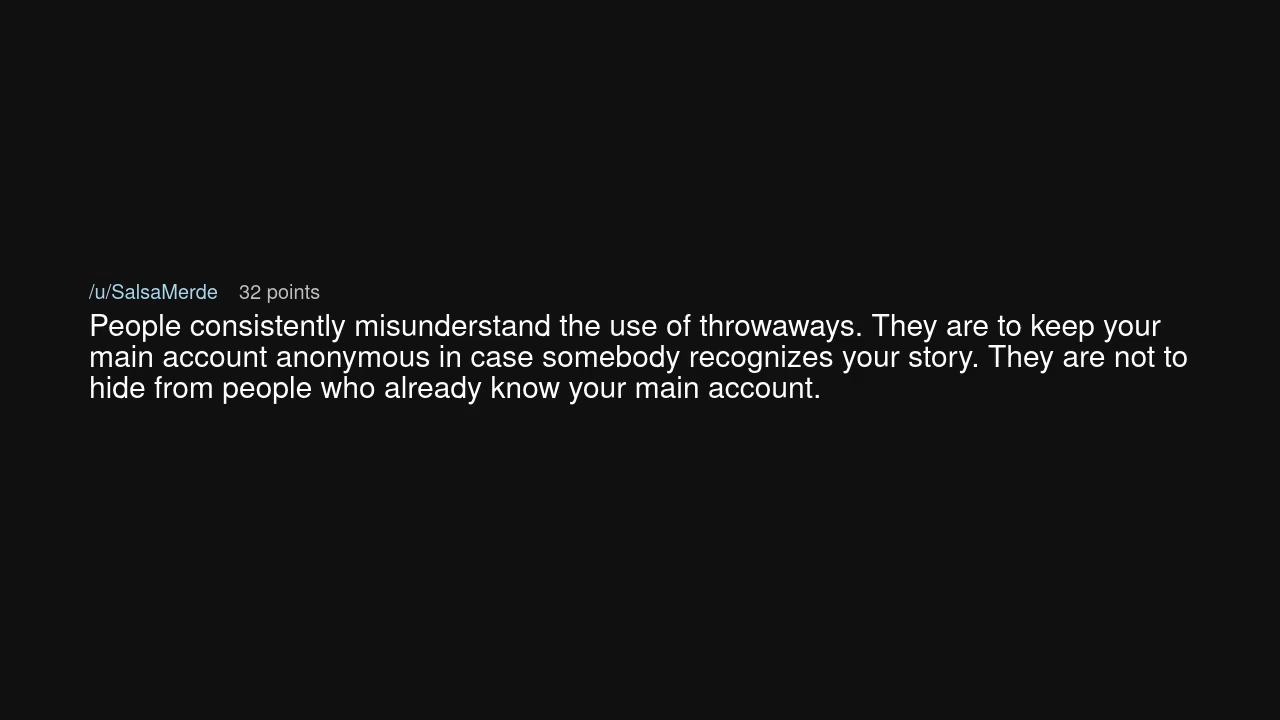 /u/SalsaMerde 32 points
People consistently misunderstand the use of throwaways. They are to keep your
main account anonymous in case somebody recognizes your story. They are not to
hide from people who already know your main account.